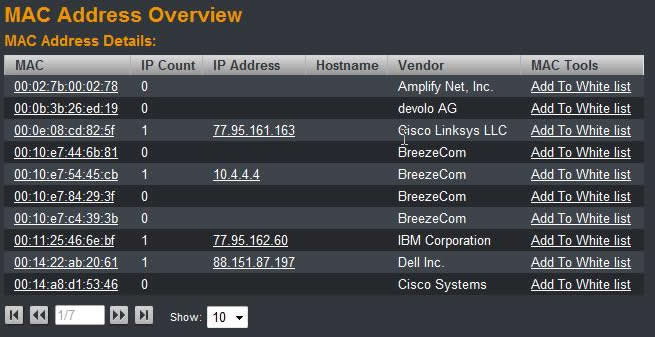 MAC Address Overview
MAC Address Details:
MAC IP Count IP Address Hostname Vendor MAC Tools
00:02:7b:00:02:78 0 Amplify Net, Inc. Add To White list
00:0b:3b:26:ed:19 0 devolo AG Add To White list
00:0e:08:cd:82:5f 1 77.95.161.163 Cisco Linksys LLC Add To White list
00:10:e7:44:6b:81 0 BreezeCom Add To White list
00:10:e7:54:45:cb 1 10.4.4.4 BreezeCom Add To White list
00:10:e7:84:29:3f 0 BreezeCom Add To White list
00:10:e7:c4:39:3b 0 BreezeCom Add To White list
00:11:25:46:6e:bf 1 77.95.162.60 IBM Corporation Add To White list
00:14:22:ab:20:61 1 88.151.87.197 Dell Inc. Add To White list
00:14:a8:d1:53:46 0 Cisco Systems Add To White list
1/7 Show: 10